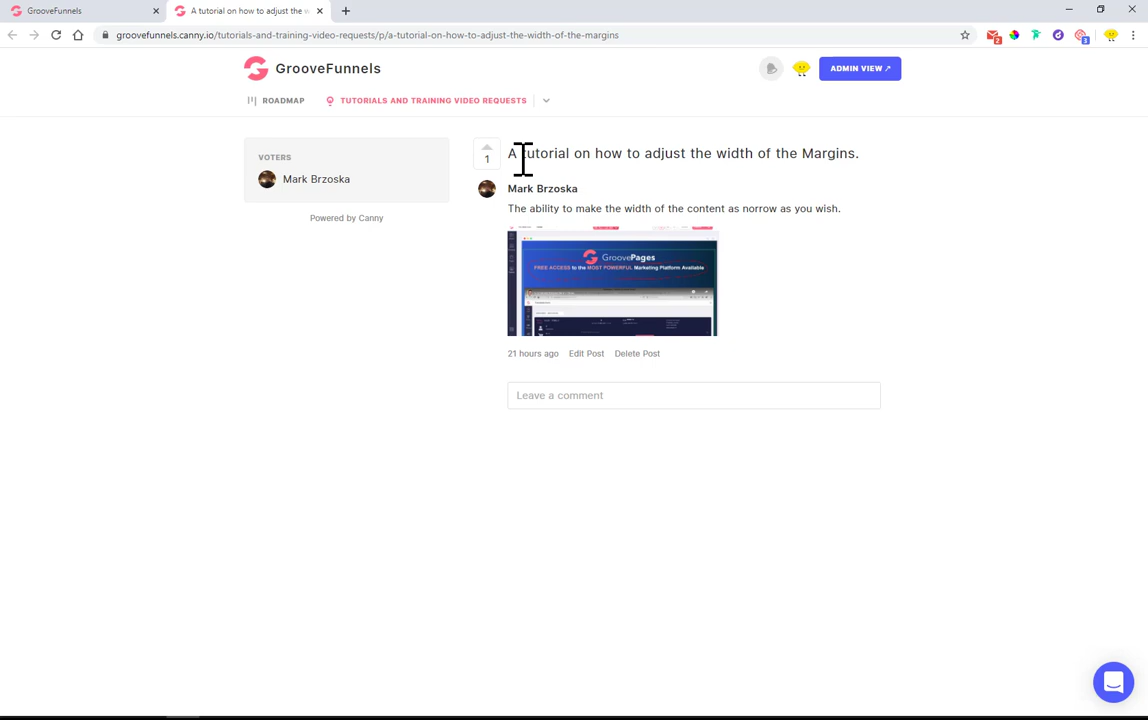 GrooveFunnels
A tutorial on how to adjust the w
groovefunnels.canny.io/tutorials-and-training-video-requests/p/a-tutorial-on-how-to-adjust-the-width-of-the-margins
2
3
GrooveFunnels
ADMIN VIEW ↗
ROADMAP
TUTORIALS AND TRAINING VIDEO REQUESTS
VOTERS
Mark Brzoska
Powered by Canny
1
A tutorial on how to adjust the width of the Margins.
Mark Brzoska
The ability to make the width of the content as norrow as you wish.
GroovePages
FREE ACCESS to the MOST POWERFUL Marketing Platform Available
21 hours ago Edit Post Delete Post
Leave a comment